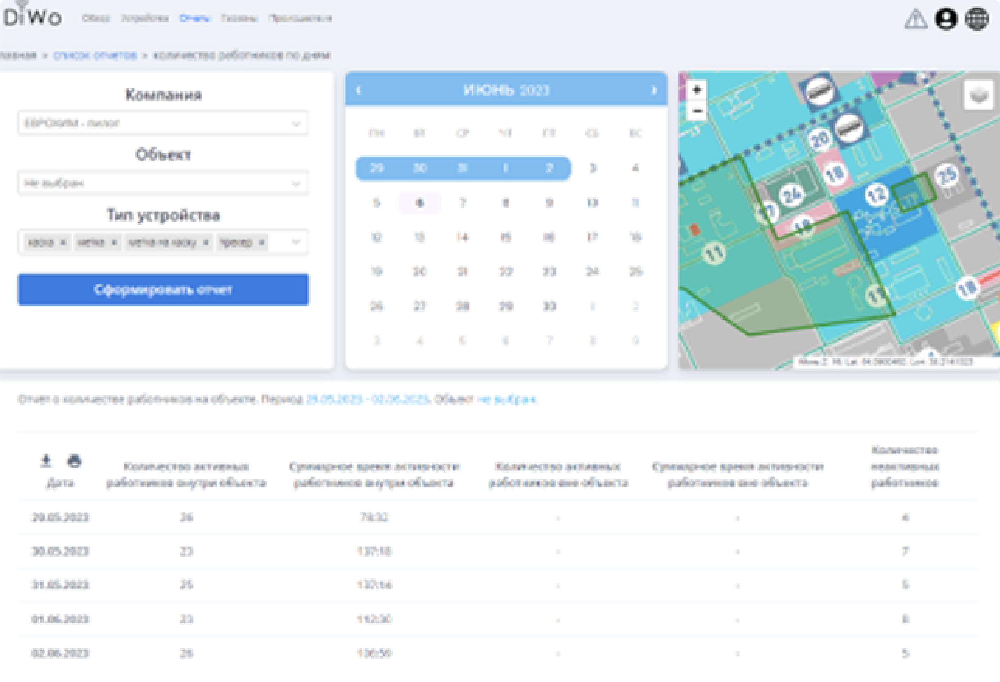 DiWo
Обзор Устройства Отчеты Геозоны Происшествия
лавная > список отчетов > количество работников по дням
Компания
ЕВРОХИМ - пилот
Объект
Не выбран
Тип устройства
каска × метка × метка на каску × трекер ×
Сформировать отчет
‹ ИЮНЬ 2023 ›
ПН ВТ СР ЧТ ПТ СБ ВС
29 30 31 1 2 3 4
5 6 7 8 9 10 11
12 13 14 15 16 17 18
19 20 21 22 23 24 25
26 27 28 29 30 1 2
3 4 5 6 7 8 9
+
−
20
18
25
24
12
17
19
11
11
18
Отчет о количестве работников на объекте. Период 29.05.2023 - 02.06.2023. Объект не выбран.
Дата
Количество активных
работников внутри объекта
Суммарное время активности
работников внутри объекта
Количество активных
работников вне объекта
Суммарное время активности
работников вне объекта
Количество
неактивных
работников
29.05.2023 26 - - 4
30.05.2023 23 137:18 - - 7
31.05.2023 25 137:14 - - 5
01.06.2023 23 112:30 - -
02.06.2023 - - 5